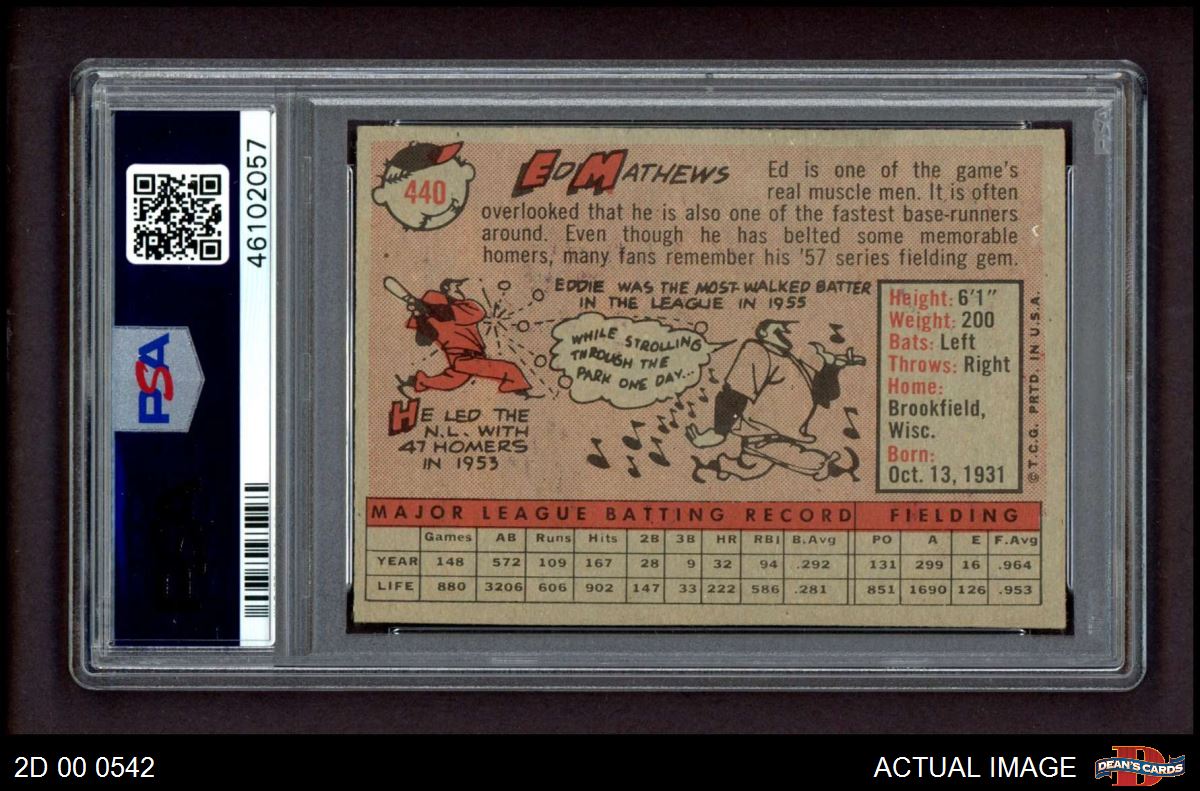 PSA
46102057
440
ED MATHEWS
Ed is one of the game's
real muscle men. It is often
overlooked that he is also one of the fastest base-runners
around. Even though he has belted some memorable
homers, many fans remember his '57 series fielding gem.
EDDIE WAS THE MOST-WALKED BATTER
IN THE LEAGUE IN 1955
WHILE STROLLING
THROUGH THE
PARK ONE DAY...
HE LED THE
N.L. WITH
47 HOMERS
IN 1953
Height: 6'1"
Weight: 200
Bats: Left
Throws: Right
Home:
Brookfield,
Wisc.
Born:
Oct. 13, 1931
© T.C.G. PRTD. IN U.S.A.
MAJOR LEAGUE BATTING RECORD FIELDING
Games AB Runs Hits 2B 3B HR RBI B.Avg PO A E F.Avg
YEAR 148 572 109 167 28 9 32 94 .292 131 299 16 .964
LIFE 880 3206 606 902 147 33 222 586 .281 851 1690 126 .953
2D 00 0542
ACTUAL IMAGE
DEAN'S CARDS